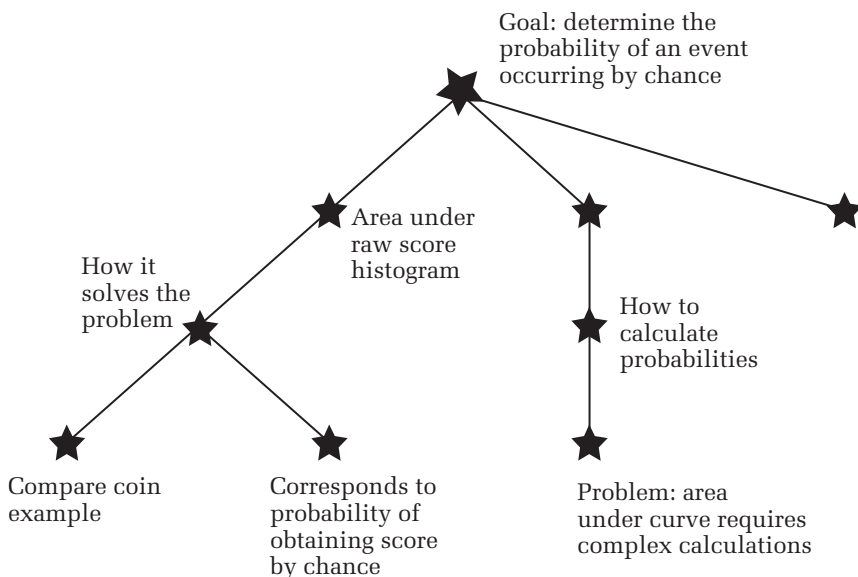 Goal: determine the
probability of an event
occurring by chance
Area under
raw score
histogram
How it
solves the
problem
How to
calculate
probabilities
Compare coin
example
Corresponds to
probability of
obtaining score
by chance
Problem: area
under curve requires
complex calculations